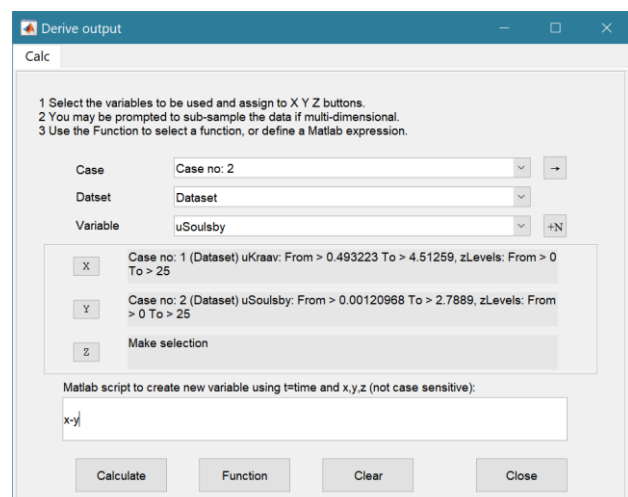 Derive output
Calc
1 Select the variables to be used and assign to X Y Z buttons.
2 You may be prompted to sub-sample the data if multi-dimensional.
3 Use the Function to select a function, or define a Matlab expression.
Case
Case no: 2
→
Datset
Dataset
Variable
uSoulsby
+N
X
Case no: 1 (Dataset) uKraav: From > 0.493223 To > 4.51259, zLevels: From > 0
To > 25
Y
Case no: 2 (Dataset) uSoulsby: From > 0.00120968 To > 2.7889, zLevels: From
> 0 To > 25
Z
Make selection
Matlab script to create new variable using t=time and x,y,z (not case sensitive):
x-y
Calculate
Function
Clear
Close